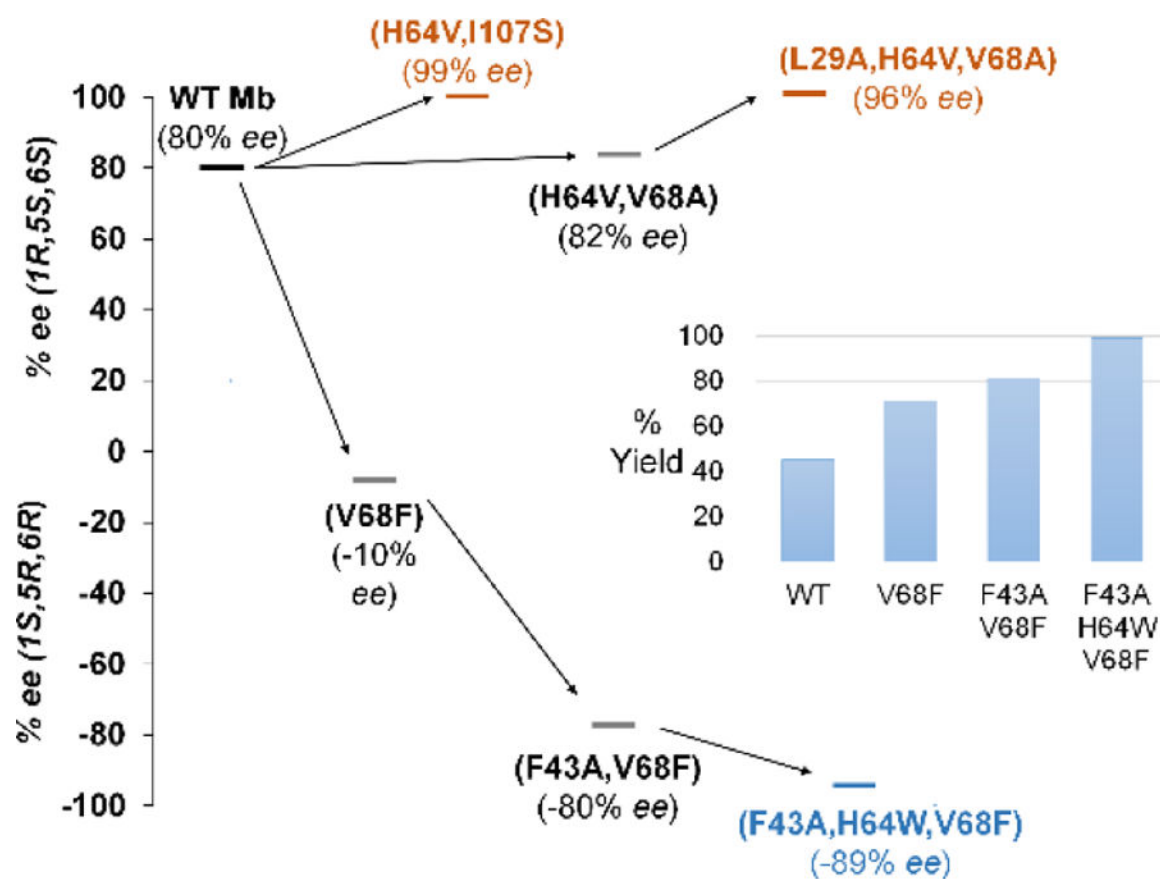 (H64V,I107S)
(99% ee)
(L29A,H64V,V68A)
(96% ee)
WT Mb
(80% ee)
(H64V,V68A)
(82% ee)
% ee (1R,5S,6S)
% ee (1S,5R,6R)
100
80
60
40
20
0
-20
-40
-60
-80
-100
(V68F)
(-10%
ee)
(F43A,V68F)
(-80% ee)
(F43A,H64W,V68F)
(-89% ee)
%
Yield
100
80
60
40
20
0
WT
V68F
F43A
V68F
F43A
H64W
V68F